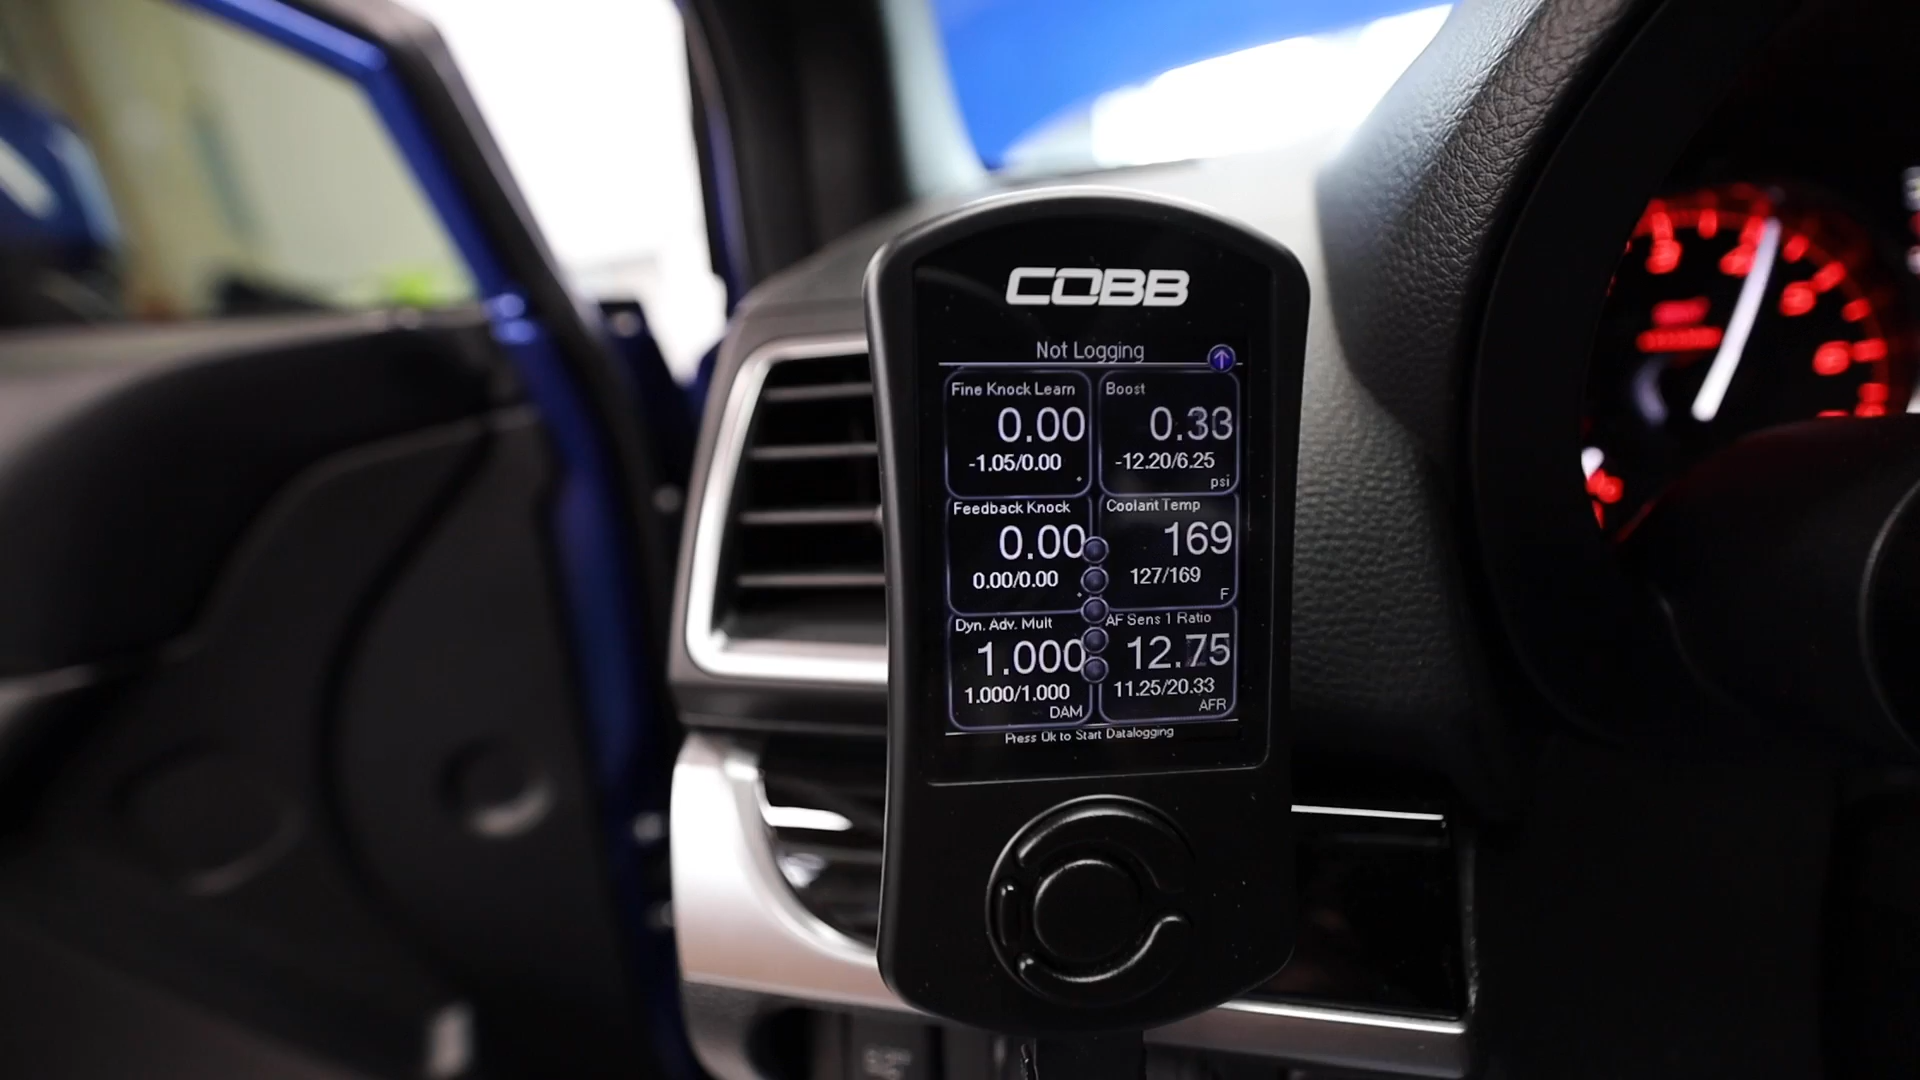 COBB
Not Logging
Fine Knock Learn
0.00
-1.05/0.00
Boost
0.33
-12.20/6.25
psi
Feedback Knock
0.00
0.00/0.00
Coolant Temp
169
127/169
F
Dyn. Adv. Mult
1.000
1.000/1.000
DAM
AF Sens 1 Ratio
12.75
11.25/20.33
AFR
Press Ok to Start Datalogging